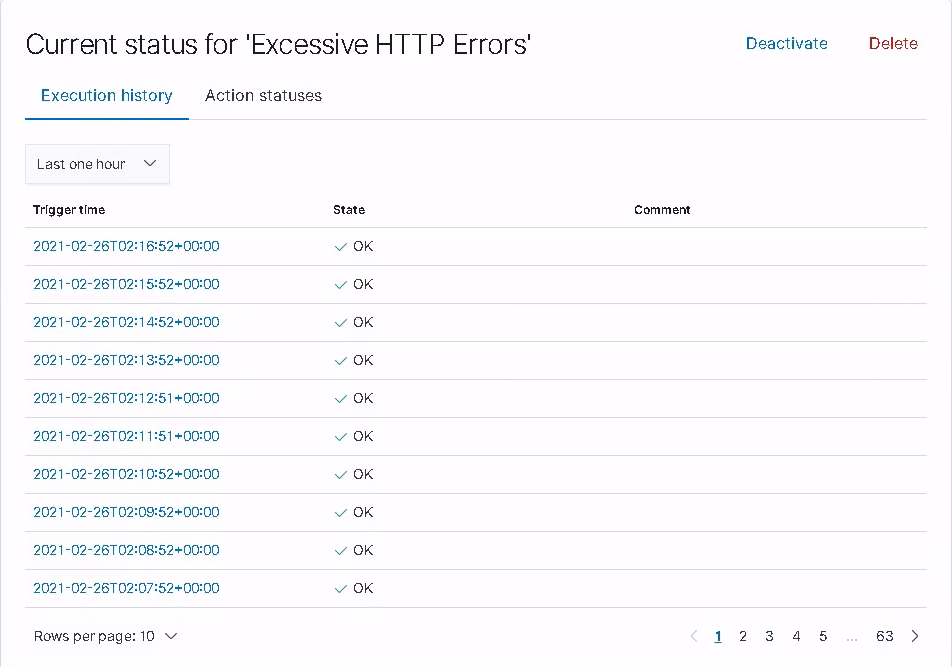 Current status for 'Excessive HTTP Errors' Deactivate Delete
Execution history Action statuses
Last one hour
Trigger time State Comment
2021-02-26T02:16:52+00:00 OK
2021-02-26T02:15:52+00:00 OK
2021-02-26T02:14:52+00:00 OK
2021-02-26T02:13:52+00:00 OK
2021-02-26T02:12:51+00:00 OK
2021-02-26T02:11:51+00:00 OK
2021-02-26T02:10:52+00:00 OK
2021-02-26T02:09:52+00:00 OK
2021-02-26T02:08:52+00:00 OK
2021-02-26T02:07:52+00:00 OK
Rows per page: 10 1 2 3 4 5 ... 63